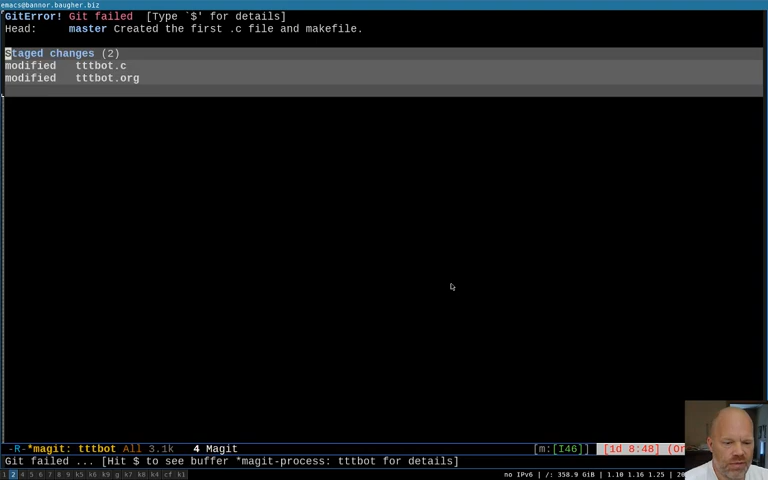 emacs@bannor.baugher.biz
GitError! Git failed  [Type `$' for details]
Head:     master Created the first .c file and makefile.
Staged changes (2)
modified   tttbot.c
modified   tttbot.org
-R-*magit: tttbot All 3.1k   4 Magit   [m:[I46]   [1d 8:48] (Or
Git failed ... [Hit $ to see buffer *magit-process: tttbot for details]
1 2 4 5 6 7 8 9 k5 k6 k9 g k7 k8 k4 cf k1   no IPv6 | /: 358.9 GiB | 1.10 1.16 1.25 | 20